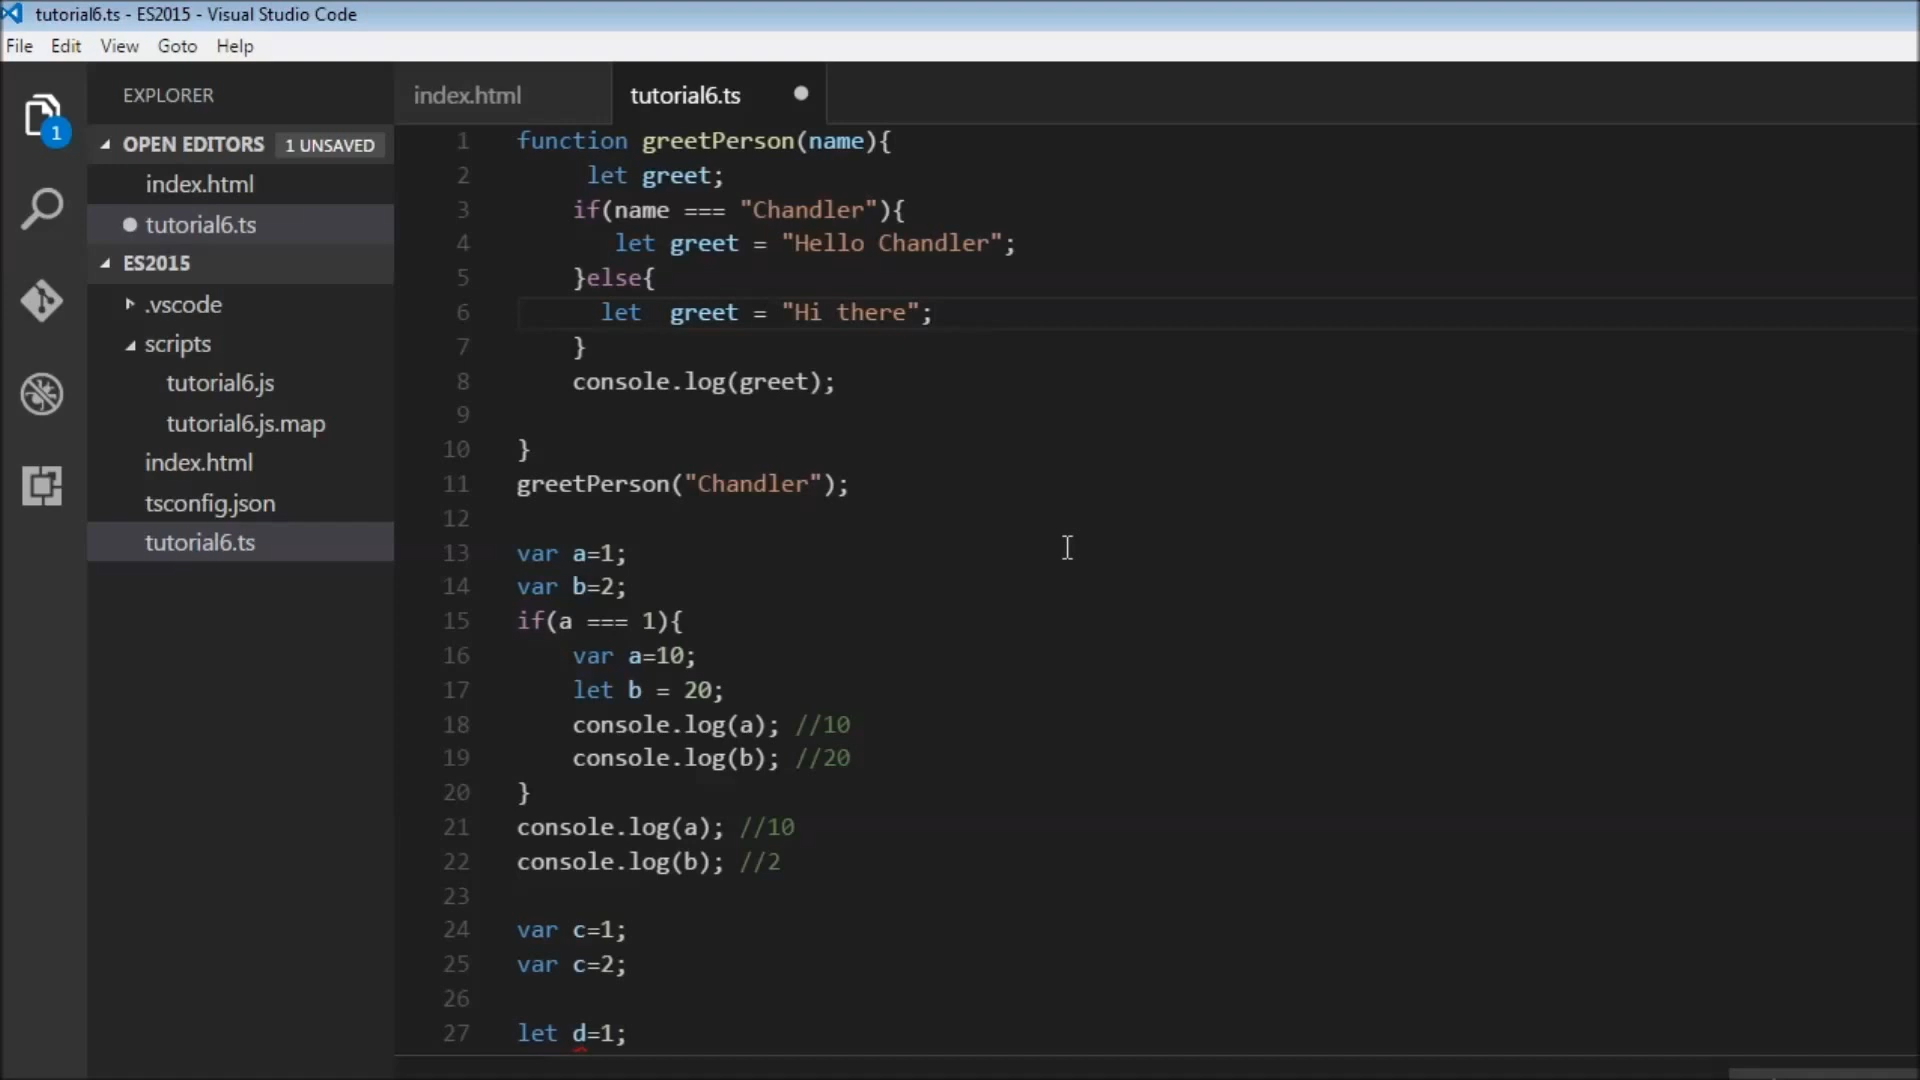 tutorial6.ts - ES2015 - Visual Studio Code
File Edit View Goto Help
EXPLORER
OPEN EDITORS 1 UNSAVED
index.html
tutorial6.ts
ES2015
.vscode
scripts
tutorial6.js
tutorial6.js.map
index.html
tsconfig.json
tutorial6.ts
1
index.html tutorial6.ts
1 function greetPerson(name){
2 let greet;
3 if(name === "Chandler"){
4 let greet = "Hello Chandler";
5 }else{
6 let  greet = "Hi there";
7 }
8 console.log(greet);
9
10 }
11 greetPerson("Chandler");
12
13 var a=1;
14 var b=2;
15 if(a === 1){
16 var a=10;
17 let b = 20;
18 console.log(a); //10
19 console.log(b); //20
20 }
21 console.log(a); //10
22 console.log(b); //2
23
24 var c=1;
25 var c=2;
26
27 let d=1;